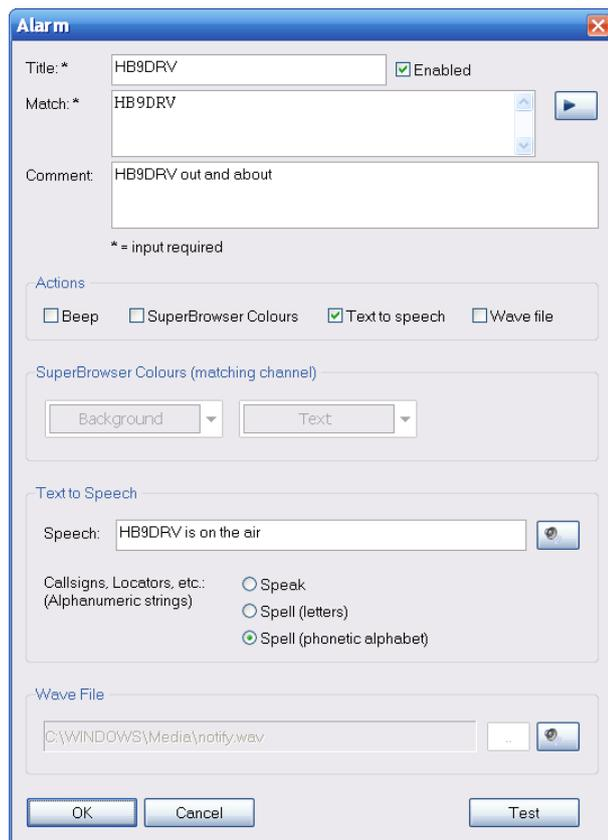 Alarm
Title: * HB9DRV Enabled
Match: * HB9DRV
Comment: HB9DRV out and about
* = input required
Actions
Beep SuperBrowser Colours Text to speech Wave file
SuperBrowser Colours (matching channel)
Background Text
Text to Speech
Speech: HB9DRV is on the air
Callsigns, Locators, etc.: Speak
(Alphanumeric strings)
Spell (letters)
Spell (phonetic alphabet)
Wave File
C:\WINDOWS\Media\notify.wav ..
OK Cancel Test